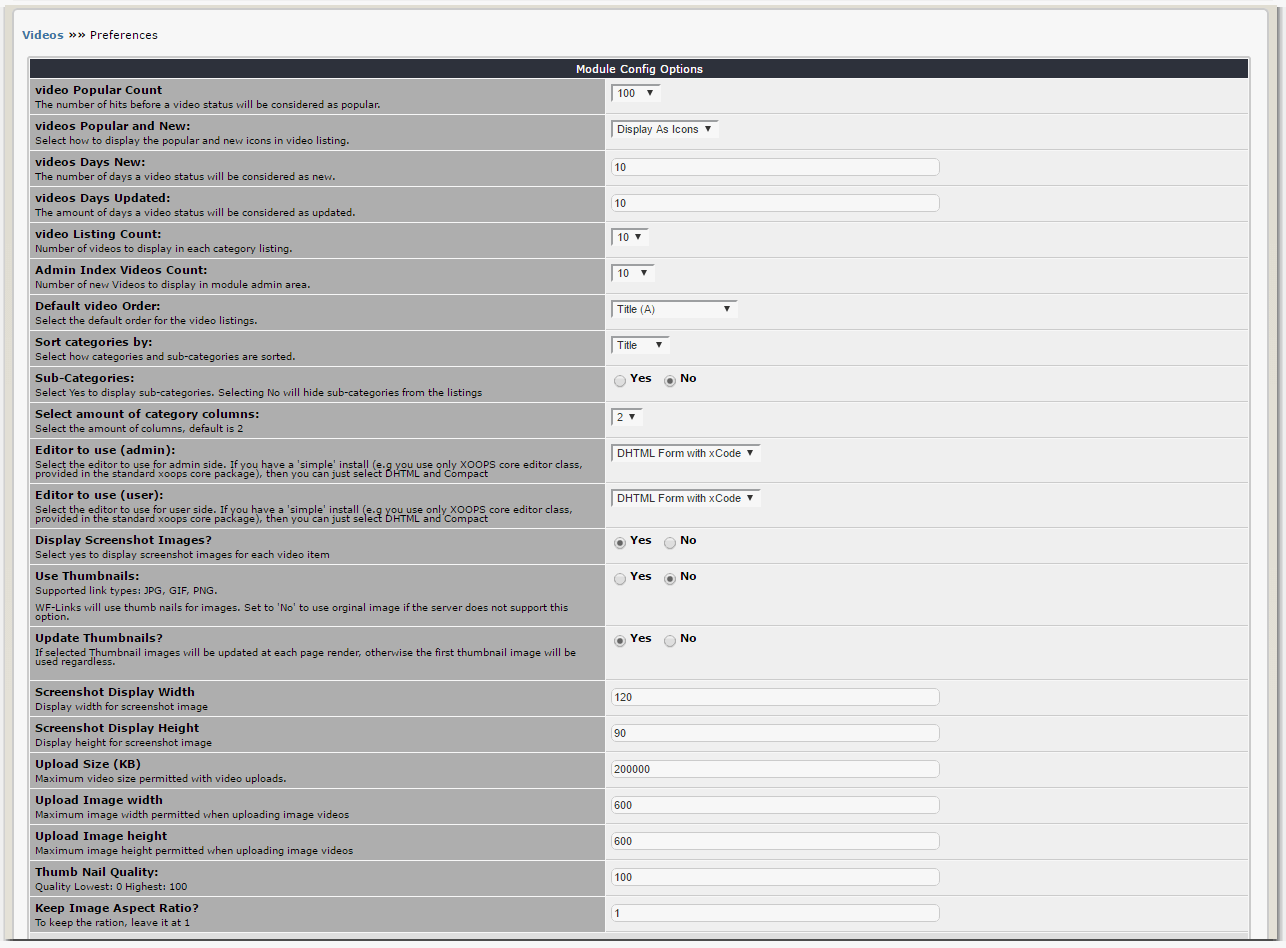 Videos »» Preferences
Module Config Options
video Popular Count
The number of hits before a video status will be considered as popular.
100
videos Popular and New:
Select how to display the popular and new icons in video listing.
Display As Icons
videos Days New:
The number of days a video status will be considered as new.
10
videos Days Updated:
The amount of days a video status will be considered as updated.
10
video Listing Count:
Number of videos to display in each category listing.
10
Admin Index Videos Count:
Number of new Videos to display in module admin area.
10
Default video Order:
Select the default order for the video listings.
Title (A)
Sort categories by:
Select how categories and sub-categories are sorted.
Title
Sub-Categories:
Select Yes to display sub-categories. Selecting No will hide sub-categories from the listings
Yes No
Select amount of category columns:
Select the amount of columns, default is 2
2
Editor to use (admin):
Select the editor to use for admin side. If you have a 'simple' install (e.g you use only XOOPS core editor class,
provided in the standard xoops core package), then you can just select DHTML and Compact
DHTML Form with xCode
Editor to use (user):
Select the editor to use for user side. If you have a 'simple' install (e.g you use only XOOPS core editor class,
provided in the standard xoops core package), then you can just select DHTML and Compact
DHTML Form with xCode
Display Screenshot Images?
Select yes to display screenshot images for each video item
Yes No
Use Thumbnails:
Supported link types: JPG, GIF, PNG.
WF-Links will use thumb nails for images. Set to 'No' to use orginal image if the server does not support this
option.
Yes No
Update Thumbnails?
If selected Thumbnail images will be updated at each page render, otherwise the first thumbnail image will be
used regardless.
Yes No
Screenshot Display Width
Display width for screenshot image
120
Screenshot Display Height
Display height for screenshot image
90
Upload Size (KB)
Maximum video size permitted with video uploads.
200000
Upload Image width
Maximum image width permitted when uploading image videos
600
Upload Image height
Maximum image height permitted when uploading image videos
600
Thumb Nail Quality:
Quality Lowest: 0 Highest: 100
100
Keep Image Aspect Ratio?
To keep the ration, leave it at 1
1